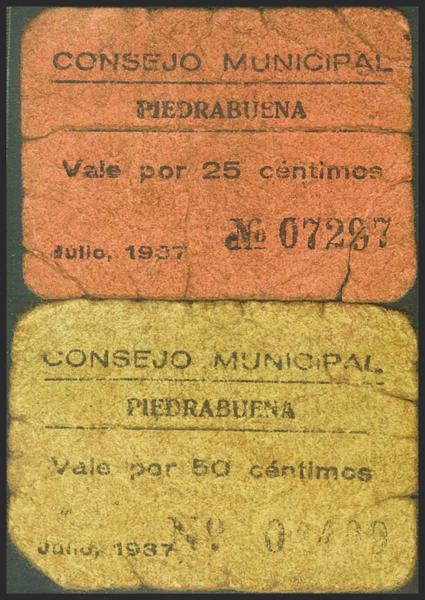 CONSEJO MUNICIPAL
PIEDRABUENA
Vale por 25 céntimos
Nº 07287
Julio, 1937
CONSEJO MUNICIPAL
PIEDRABUENA
Vale por 50 céntimos
Julio, 1937 Nº